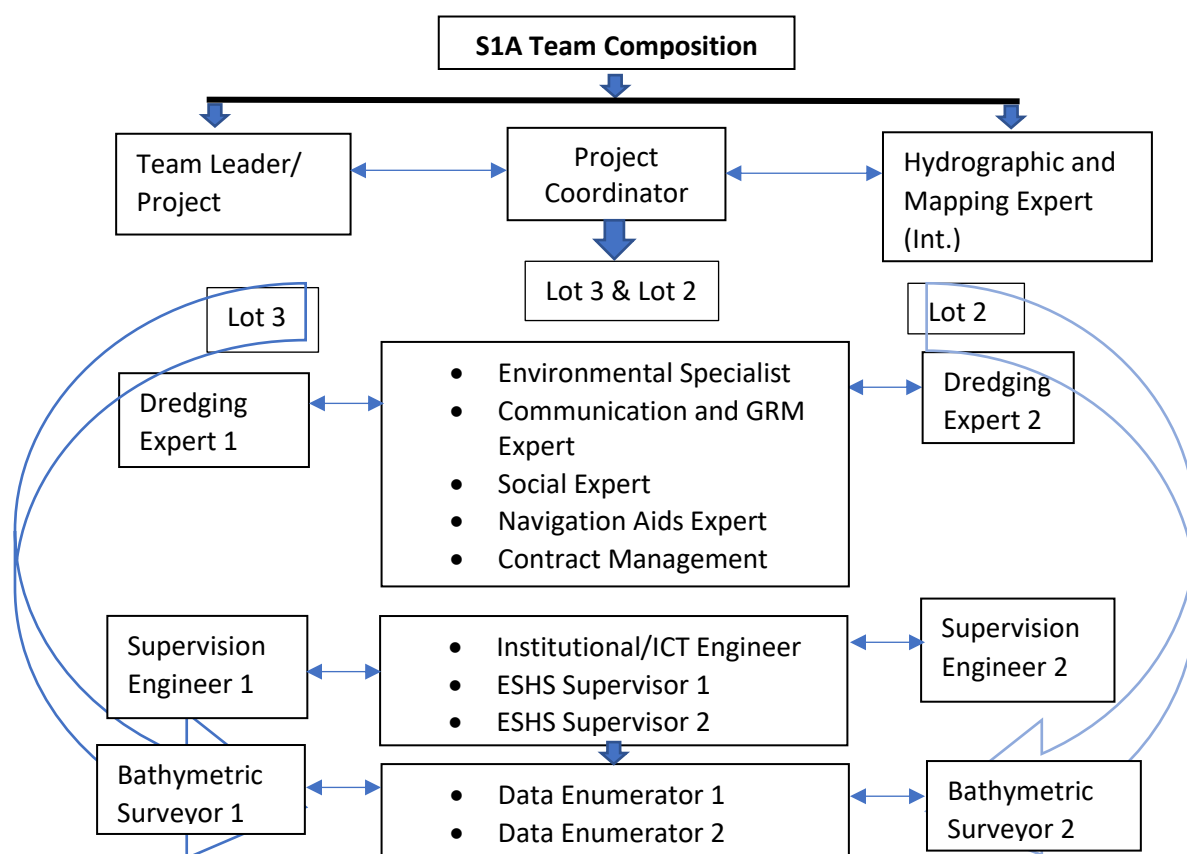 S1A Team Composition
Team Leader/
Project
Project
Coordinator
Hydrographic and
Mapping Expert
(Int.)
Lot 3 & Lot 2
Lot 3
Lot 2
Dredging
Expert 1
• Environmental Specialist
• Communication and GRM
Expert
• Social Expert
• Navigation Aids Expert
• Contract Management
Dredging
Expert 2
Supervision
Engineer 1
• Institutional/ICT Engineer
• ESHS Supervisor 1
• ESHS Supervisor 2
Supervision
Engineer 2
Bathymetric
Surveyor 1
• Data Enumerator 1
• Data Enumerator 2
Bathymetric
Surveyor 2